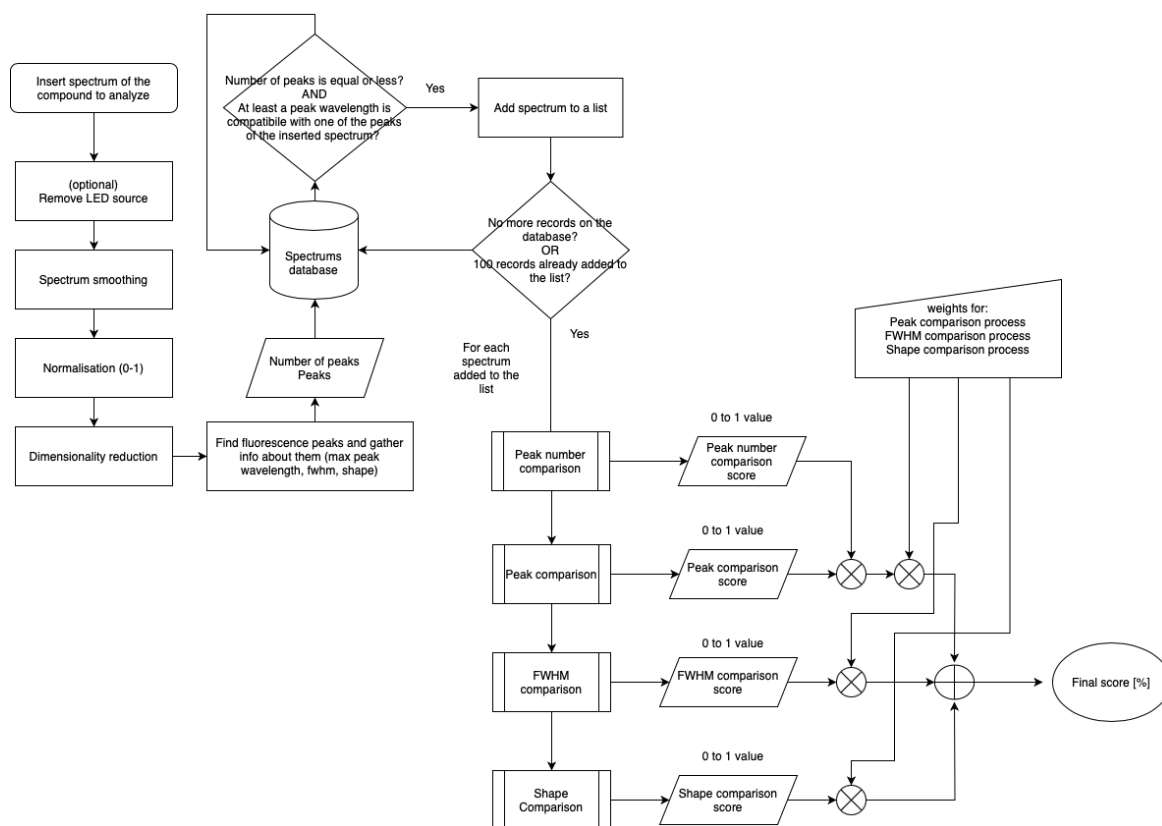 Insert spectrum of the
compound to analyze
(optional)
Remove LED source
Spectrum smoothing
Normalisation (0-1)
Dimensionality reduction
Find fluorescence peaks and gather
info about them (max peak
wavelength, fwhm, shape)
Number of peaks
Peaks
Spectrums
database
Number of peaks is equal or less?
AND
At least a peak wavelength is
compatibile with one of the peaks
of the inserted spectrum?
Yes
Add spectrum to a list
No more records on the
database?
OR
100 records already added to
the list?
Yes
For each
spectrum
added to the
list
weights for:
Peak comparison process
FWHM comparison process
Shape comparison process
Peak number
comparison
0 to 1 value
Peak number
comparison
score
Peak comparison
0 to 1 value
Peak comparison
score
FWHM
comparison
0 to 1 value
FWHM comparison
score
Shape
Comparison
0 to 1 value
Shape comparison
score
Final score [%]